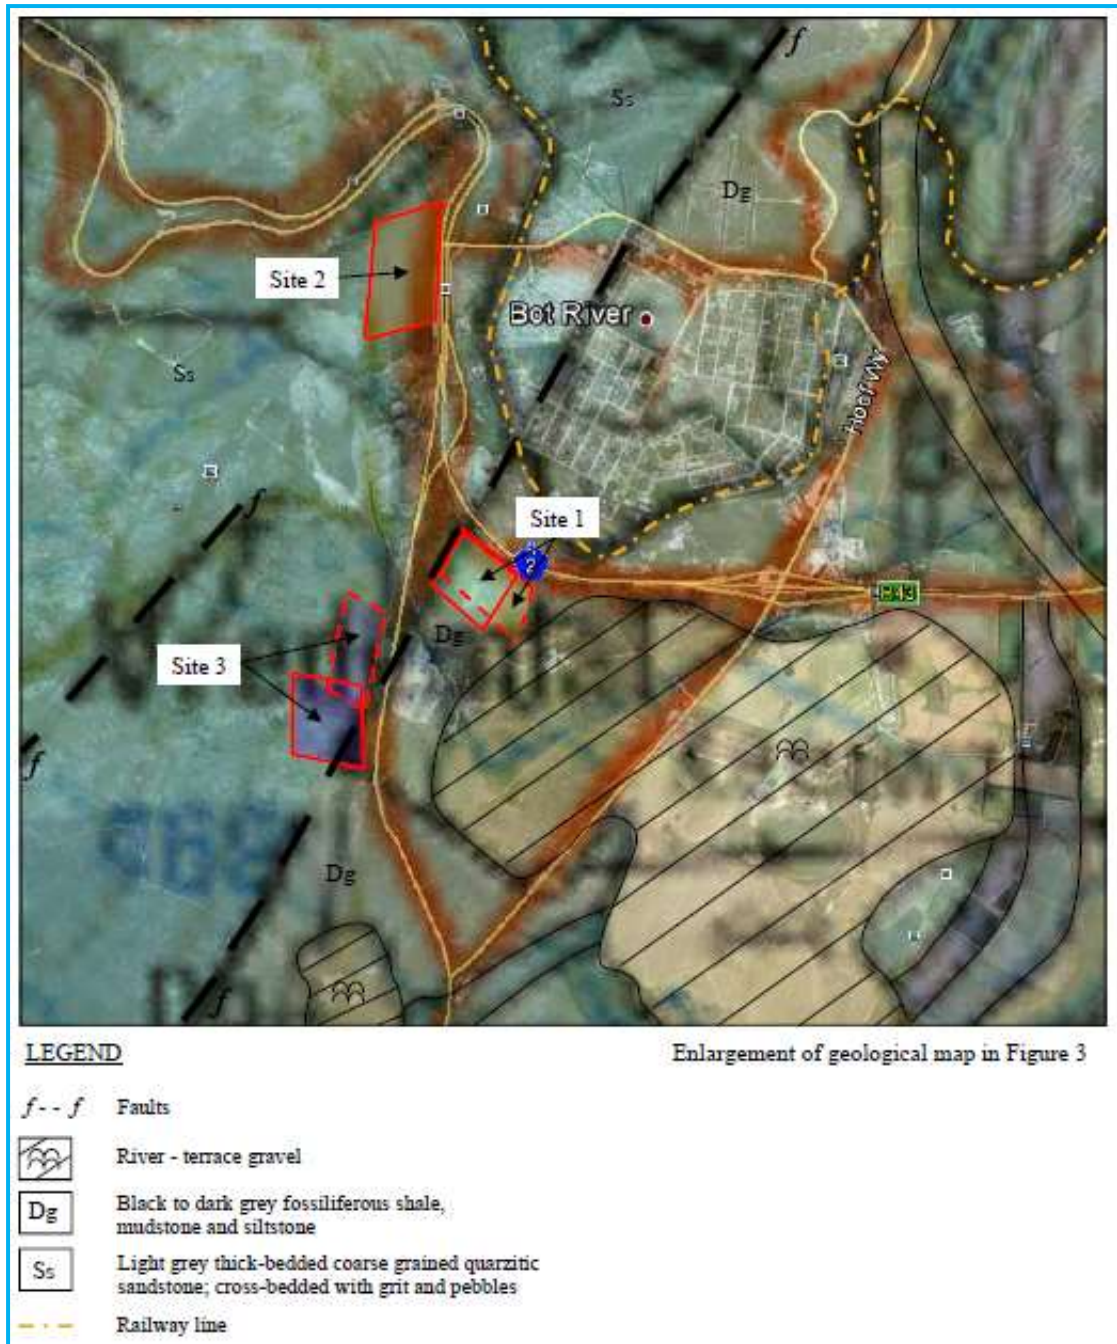 f
Ss
Dg
Site 2
Bot River
Hoof Wy
Ss
f
Site 1
2
R43
Dg
Site 3
f
f
Dg
f
LEGEND
Enlargement of geological map in Figure 3
f - - f Faults
River - terrace gravel
Dg Black to dark grey fossiliferous shale,
mudstone and siltstone
Ss Light grey thick-bedded coarse grained quarzitic
sandstone; cross-bedded with grit and pebbles
Railway line